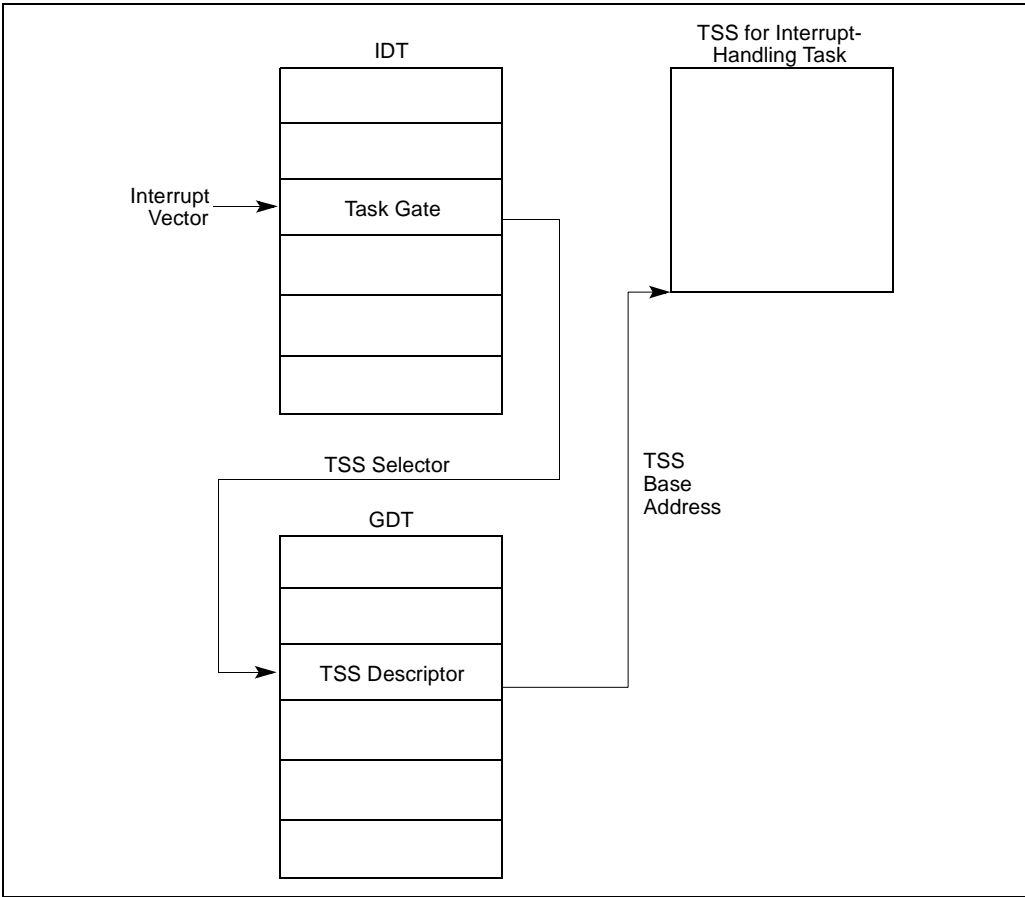 IDT
TSS for Interrupt-
Handling Task
Interrupt
Vector
Task Gate
TSS Selector
TSS
Base
Address
GDT
TSS Descriptor